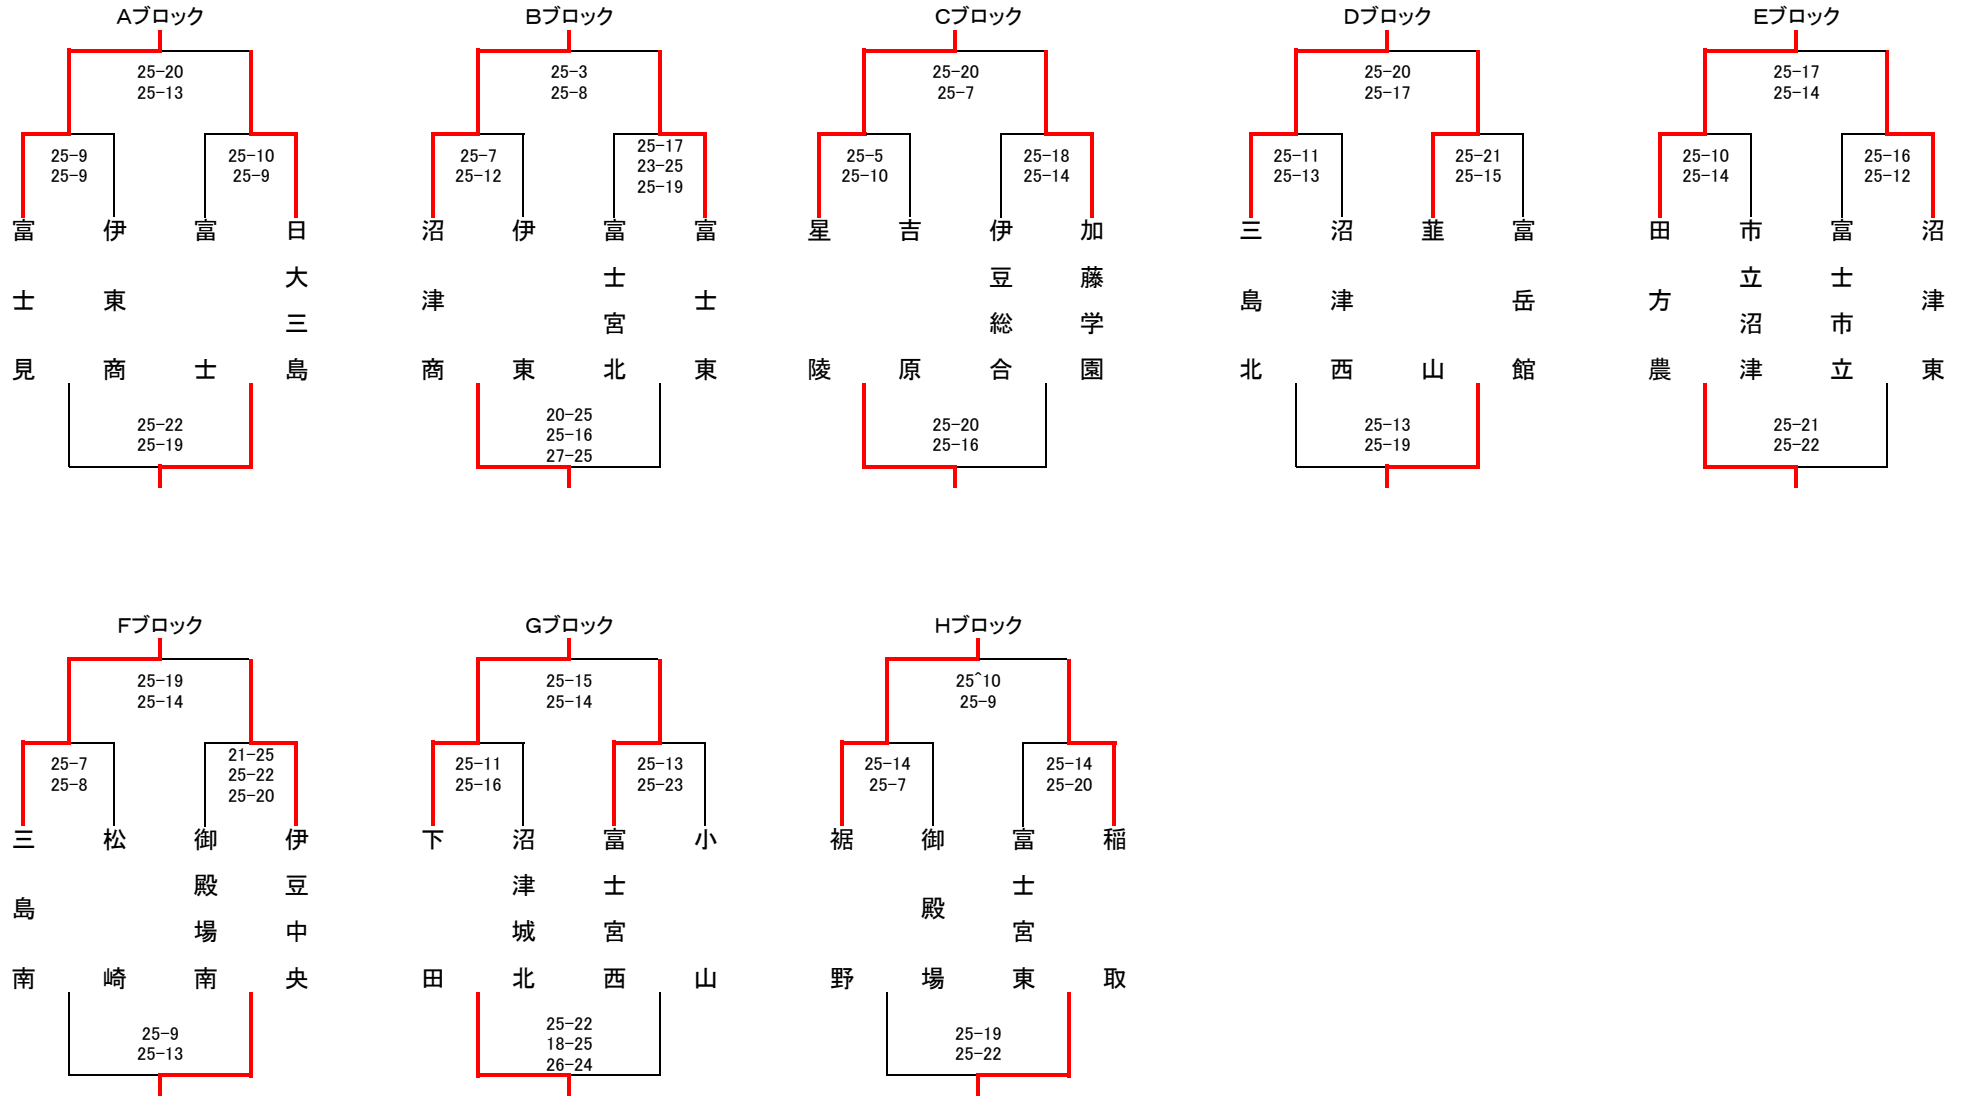 Aブロック
25-20
25-13
25-9
25-9
25-10
25-9
富士見
伊東商
富士
日大三島
25-22
25-19
Bブロック
25-3
25-8
25-7
25-12
25-17
23-25
25-19
沼津商
伊東
富士宮北
富士東
20-25
25-16
27-25
Cブロック
25-20
25-7
25-5
25-10
25-18
25-14
星陵
吉原
伊豆総合
加藤学園
25-20
25-16
Dブロック
25-20
25-17
25-11
25-13
25-21
25-15
三島北
沼津西
韮山
富岳館
25-13
25-19
Eブロック
25-17
25-14
25-10
25-14
25-16
25-12
田方農
市立沼津
富士市立
沼津東
25-21
25-22
Fブロック
25-19
25-14
25-7
25-8
21-25
25-22
25-20
三島南
松崎
御殿場南
伊豆中央
25-9
25-13
Gブロック
25-15
25-14
25-11
25-16
25-13
25-23
下田
沼津城北
富士宮西
小山
25-22
18-25
26-24
Hブロック
25^10
25-9
25-14
25-7
25-14
25-20
裾野
御殿場
富士宮東
稲取
25-19
25-22